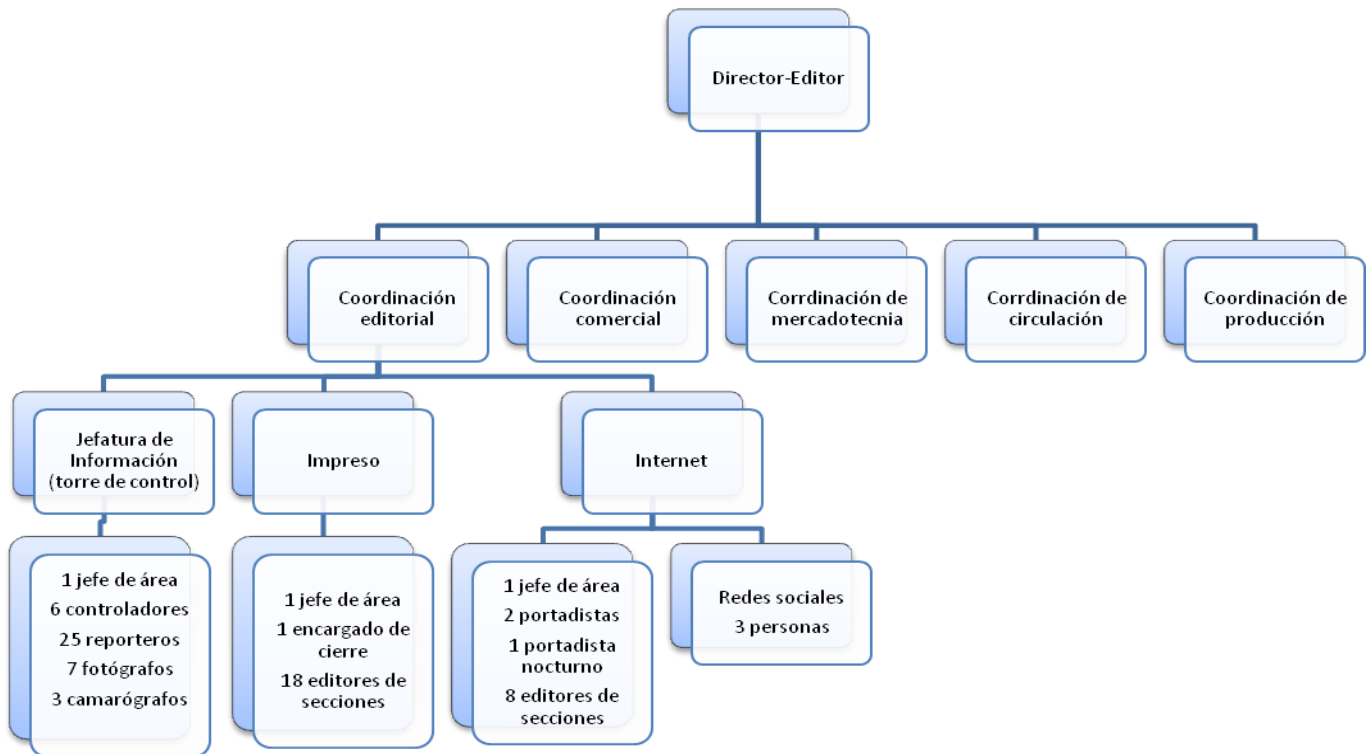 Director-Editor
Coordinación
editorial
Coordinación
comercial
Corrdinación de
mercadotecnia
Corrdinación de
circulación
Coordinación de
producción
Jefatura de
Información
(torre de control)
Impreso
Internet
1 jefe de área
6 controladores
25 reporteros
7 fotógrafos
3 camarógrafos
1 jefe de área
1 encargado de
cierre
18 editores de
secciones
1 jefe de área
2 portadistas
1 portadista
nocturno
8 editores de
secciones
Redes sociales
3 personas